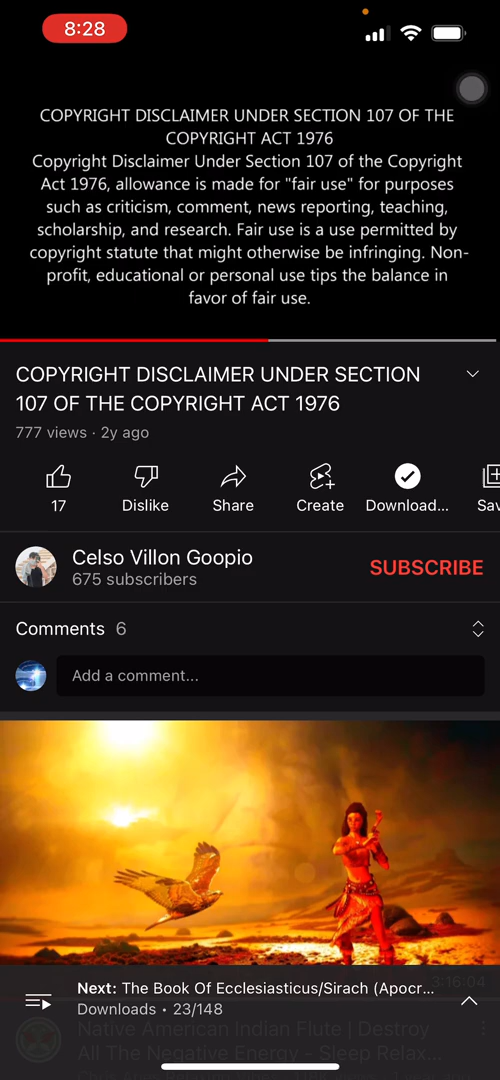 8:28
COPYRIGHT DISCLAIMER UNDER SECTION 107 OF THE
COPYRIGHT ACT 1976
Copyright Disclaimer Under Section 107 of the Copyright
Act 1976, allowance is made for "fair use" for purposes
such as criticism, comment, news reporting, teaching,
scholarship, and research. Fair use is a use permitted by
copyright statute that might otherwise be infringing. Non-
profit, educational or personal use tips the balance in
favor of fair use.
COPYRIGHT DISCLAIMER UNDER SECTION
107 OF THE COPYRIGHT ACT 1976
777 views · 2y ago
17 Dislike Share Create Download... Sav
Celso Villon Goopio
675 subscribers
SUBSCRIBE
Comments 6
Add a comment...
3:16:04
Next: The Book Of Ecclesiasticus/Sirach (Apocr...
Downloads • 23/148
Native American Indian Flute | Destroy
All The Negative Energy - Sleep Relax...